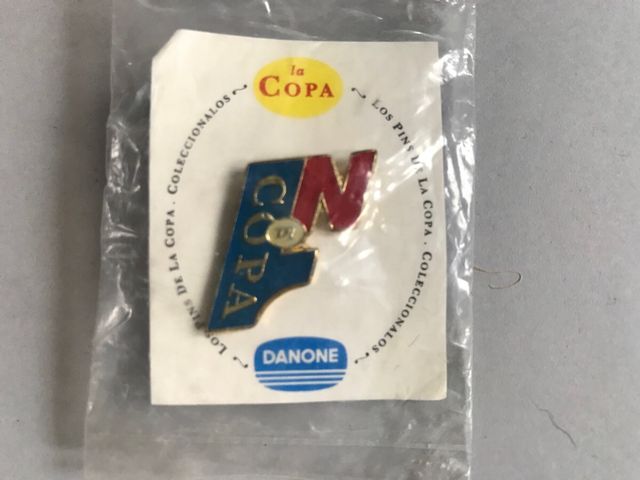 la
COPA
LOS PINS DE LA COPA . COLECCIONALOS
LOS PINS DE LA COPA . COLECCIONALOS
N
COPA
DANONE